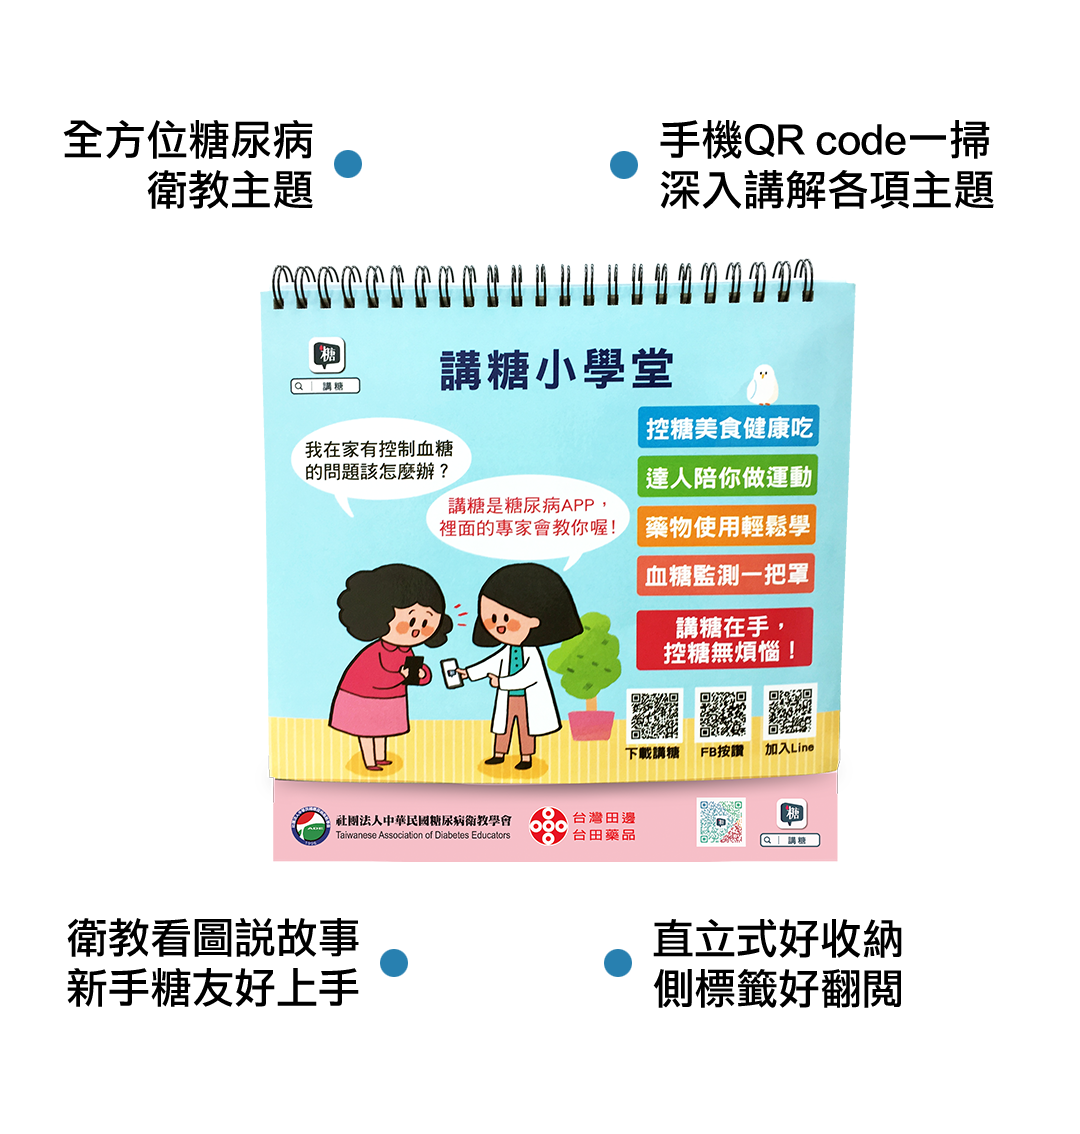 全方位糖尿病
衛教主題
手機QR code一掃
深入講解各項主題
糖
講糖
講糖小學堂
我在家有控制血糖
的問題該怎麼辦？
講糖是糖尿病APP，
裡面的專家會教你喔！
控糖美食健康吃
達人陪你做運動
藥物使用輕鬆學
血糖監測一把罩
講糖在手，
控糖無煩惱！
下載講糖
FB按讚
加入Line
ADE
社團法人中華民國糖尿病衛教學會
Taiwanese Association of Diabetes Educators
台灣田邊
台田藥品
糖
講糖
衛教看圖説故事
新手糖友好上手
直立式好收納
側標籤好翻閲